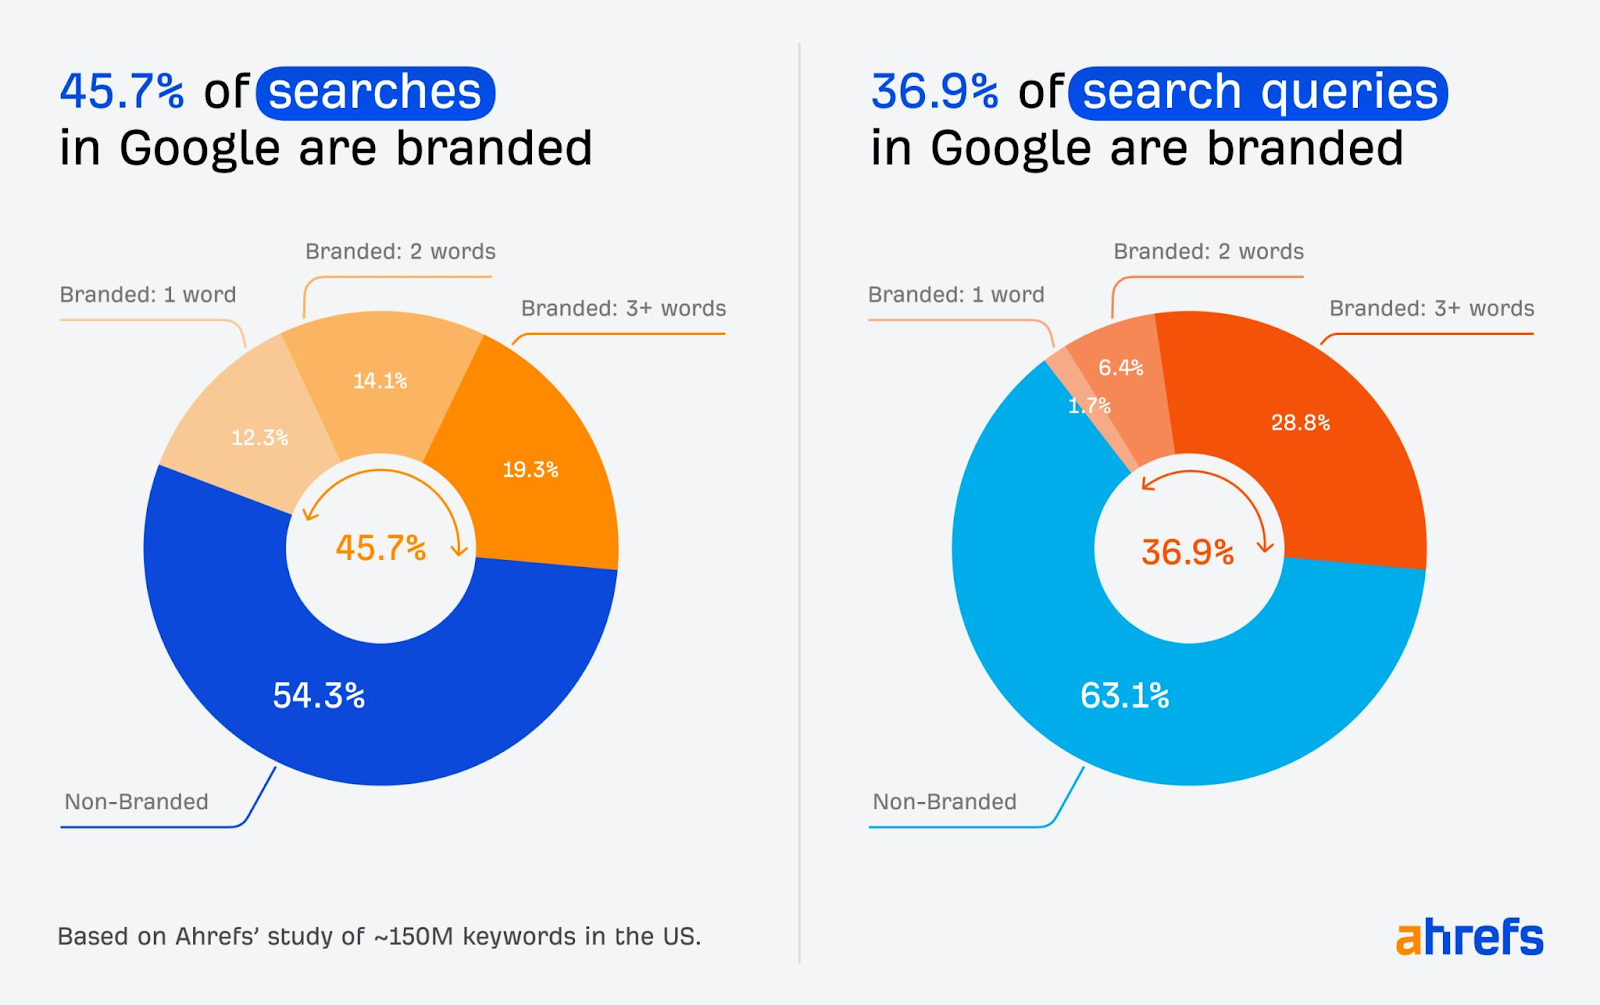 45.7% of searches
in Google are branded
Branded: 2 words
Branded: 1 word
Branded: 3+ words
14.1%
12.3%
19.3%
45.7%
54.3%
Non-Branded
Based on Ahrefs’ study of ~150M keywords in the US.
36.9% of search queries
in Google are branded
Branded: 2 words
Branded: 1 word
Branded: 3+ words
6.4%
1.7%
28.8%
36.9%
63.1%
Non-Branded
ahrefs